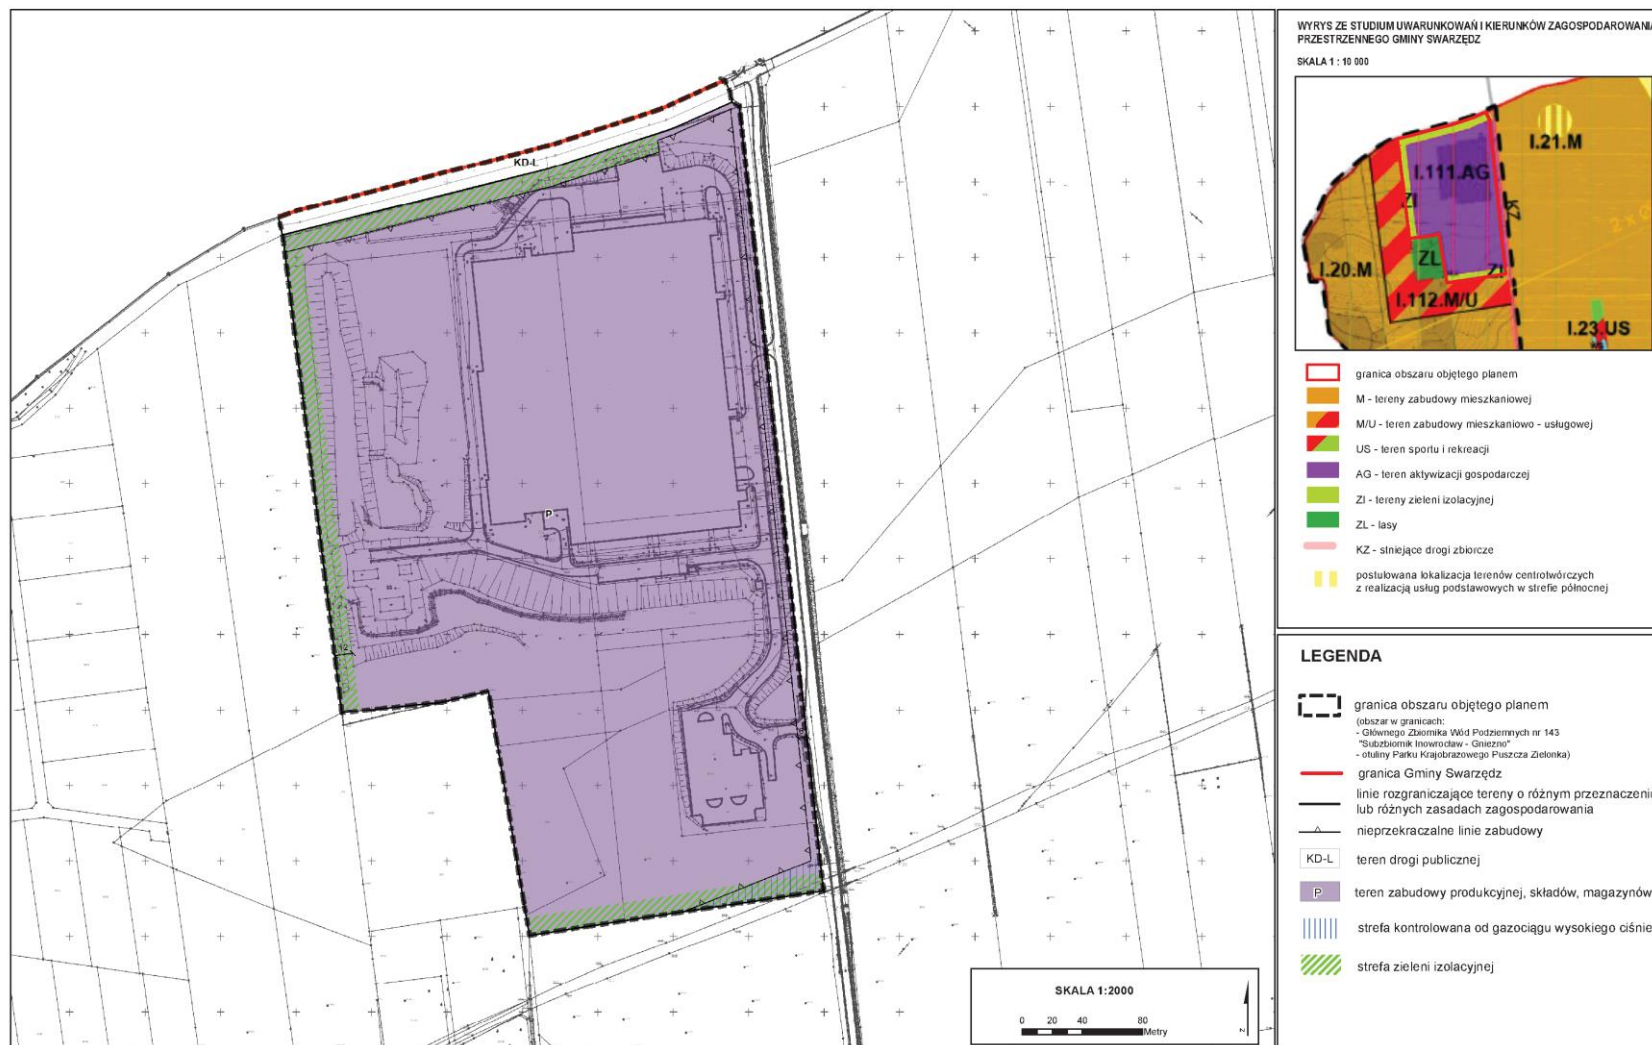 KD-L
P
12
SKALA 1:2000
0 20 40 80
Metry
z
WYRYS ZE STUDIUM UWARUNKOWAŃ I KIERUNKÓW ZAGOSPODAROWANIA
PRZESTRZENNEGO GMINY SWARZĘDZ
SKALA 1 : 10 000
I.21.M
I.111.AG
ZI
KZ
2 x
ZL
I.20.M
ZI
I.112.M/U
I.23.US
granica obszaru objętego planem
M - tereny zabudowy mieszkaniowej
M/U - teren zabudowy mieszkaniowo - usługowej
US - teren sportu i rekreacji
AG - teren aktywizacji gospodarczej
ZI - tereny zieleni izolacyjnej
ZL - lasy
KZ - stniejące drogi zbiorcze
postulowana lokalizacja terenów centrotwórczych
z realizacją usług podstawowych w strefie północnej
LEGENDA
granica obszaru objętego planem
(obszar w granicach:
- Głównego Zbiornika Wód Podziemnych nr 143
"Subzbiornik Inowrocław - Gniezno"
- otuliny Parku Krajobrazowego Puszcza Zielonka)
granica Gminy Swarzędz
linie rozgraniczające tereny o różnym przeznaczeniu
lub różnych zasadach zagospodarowania
nieprzekraczalne linie zabudowy
KD-L teren drogi publicznej
P teren zabudowy produkcyjnej, składów, magazynów
strefa kontrolowana od gazociągu wysokiego ciśnie
strefa zieleni izolacyjnej